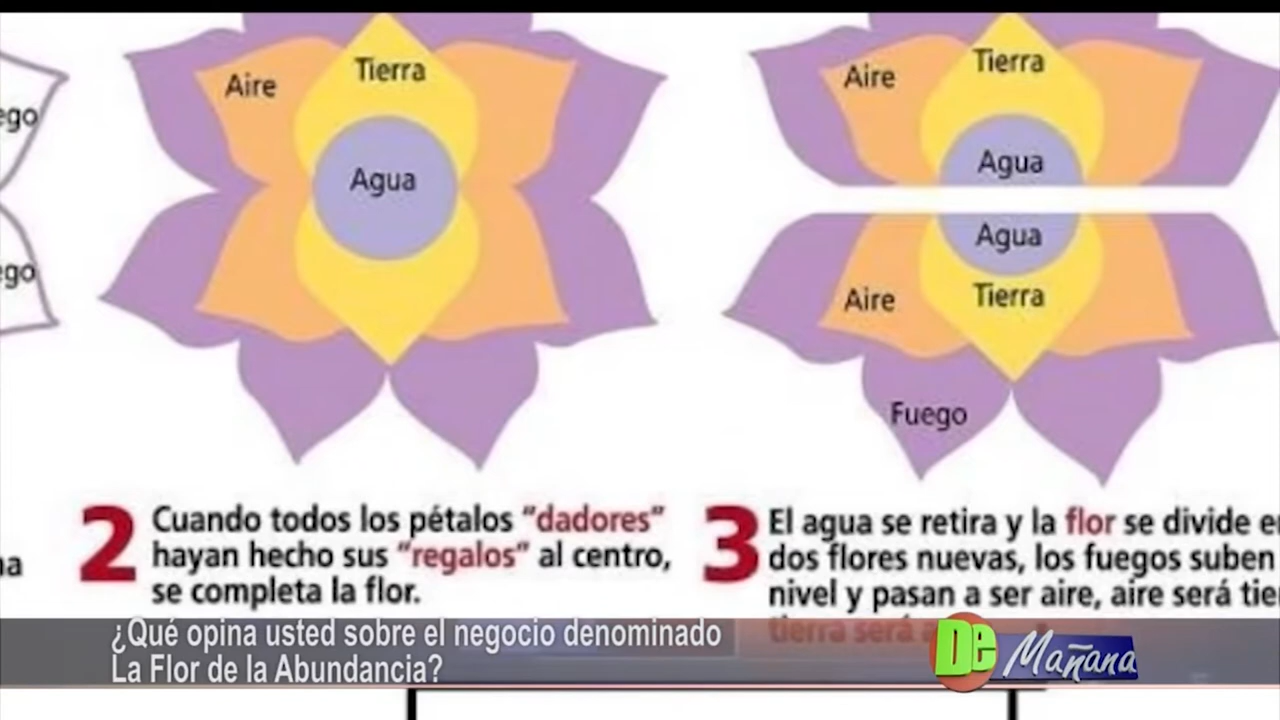 ego
ego
Aire
Tierra
Agua
Aire
Tierra
Agua
Agua
Aire
Tierra
Fuego
na
2 Cuando todos los pétalos "dadores"
hayan hecho sus "regalos" al centro,
se completa la flor.
3 El agua se retira y la flor se divide e
dos flores nuevas, los fuegos suben
nivel y pasan a ser aire, aire será tie
tierra será a
¿Qué opina usted sobre el negocio denominado
La Flor de la Abundancia?
De Mañana